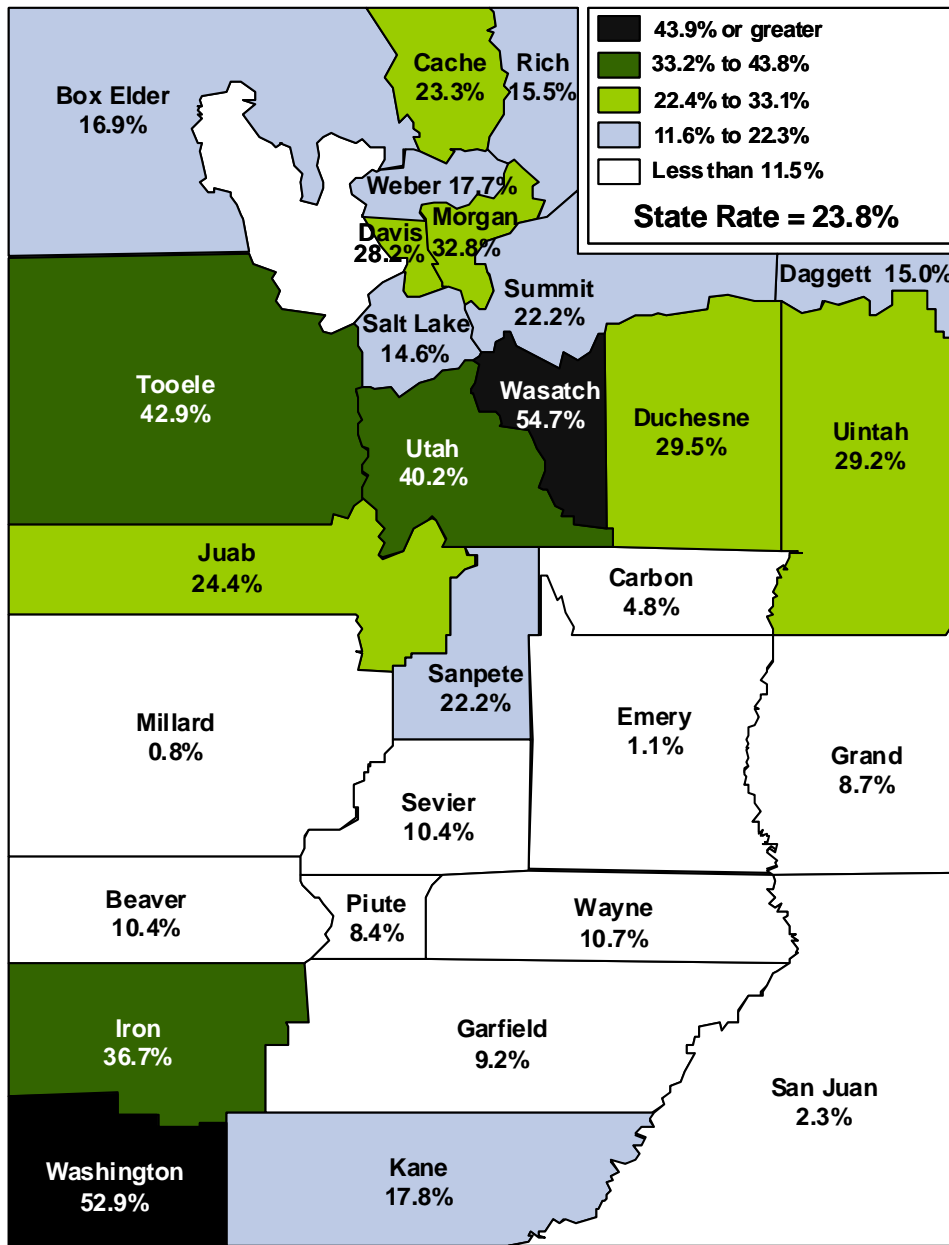 43.9% or greater
33.2% to 43.8%
22.4% to 33.1%
11.6% to 22.3%
Less than 11.5%
State Rate = 23.8%
Cache
23.3%
Rich
15.5%
Box Elder
16.9%
Weber 17.7%
Morgan
32.8%
Davis
28.2%
Daggett 15.0%
Summit
22.2%
Salt Lake
14.6%
Tooele
42.9%
Wasatch
54.7%
Duchesne
29.5%
Uintah
29.2%
Utah
40.2%
Juab
24.4%
Carbon
4.8%
Sanpete
22.2%
Millard
0.8%
Emery
1.1%
Grand
8.7%
Sevier
10.4%
Beaver
10.4%
Piute
8.4%
Wayne
10.7%
Iron
36.7%
Garfield
9.2%
San Juan
2.3%
Washington
52.9%
Kane
17.8%